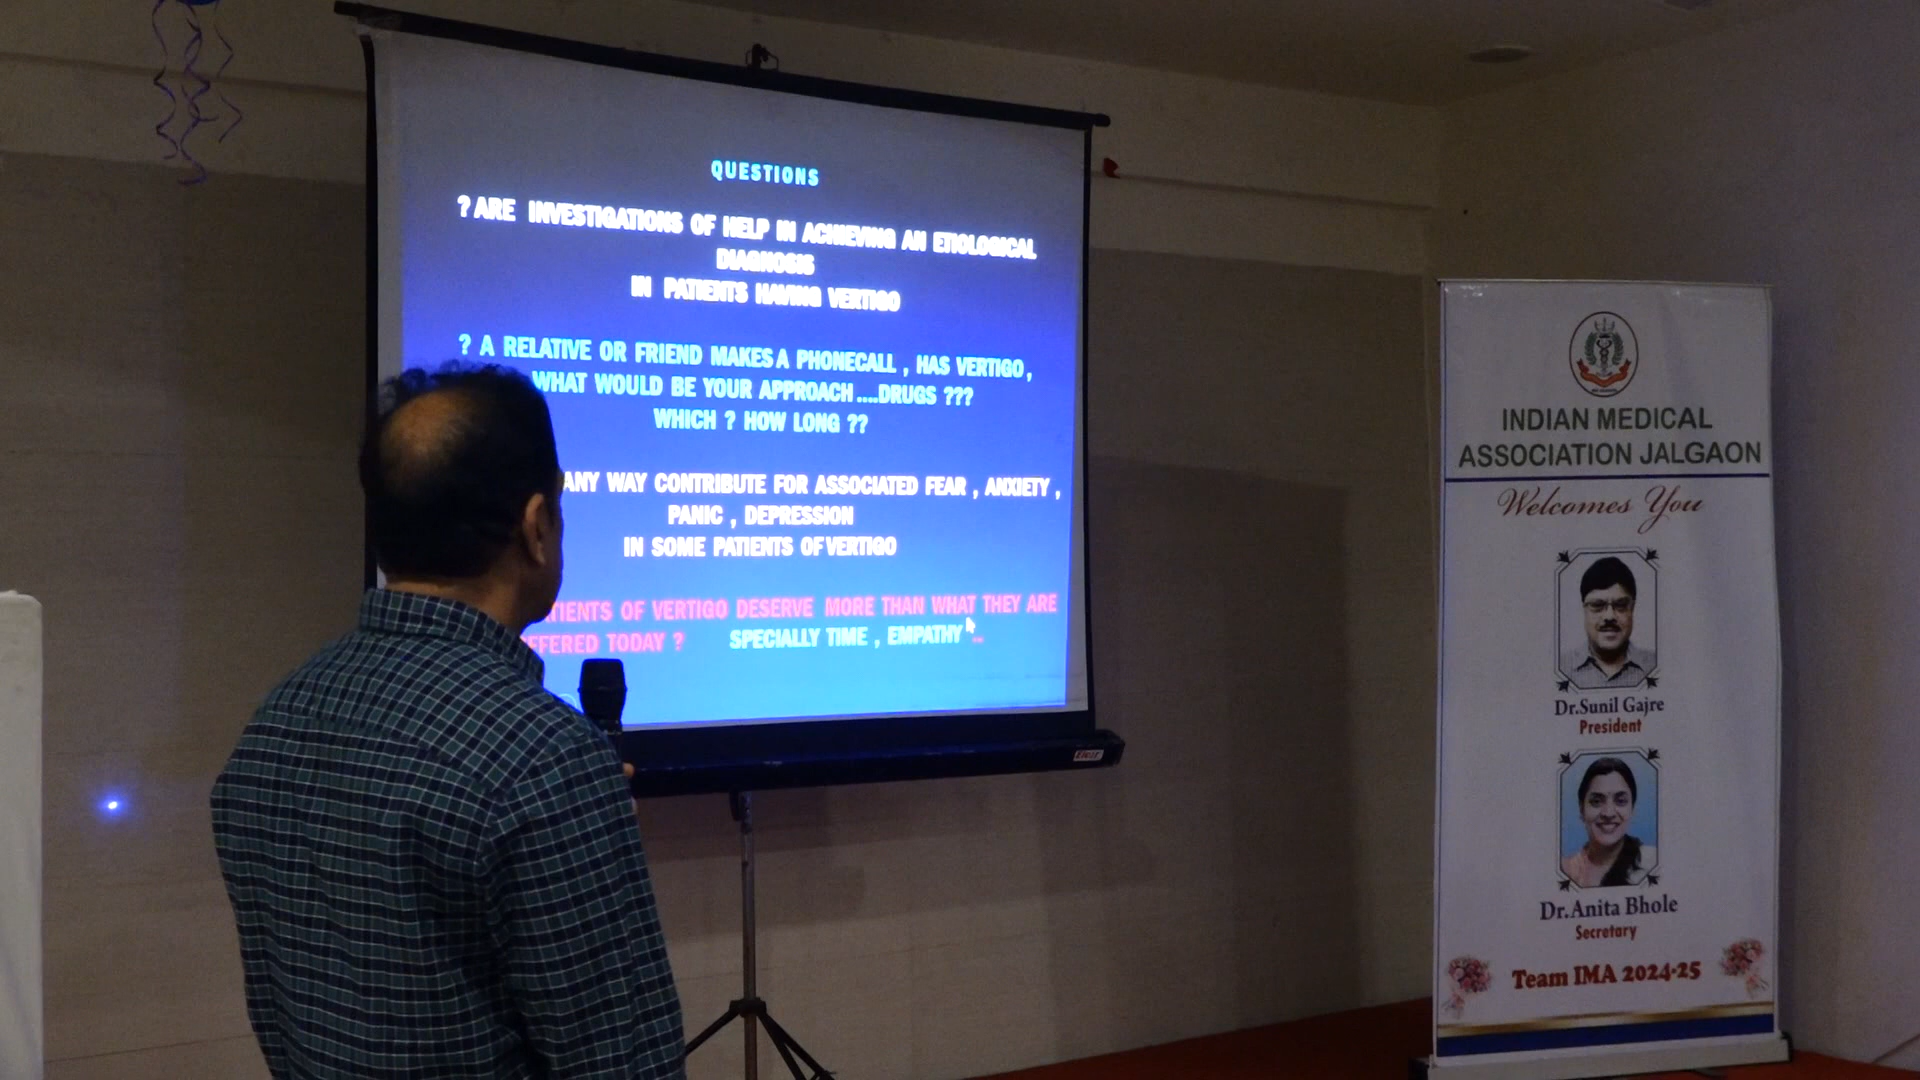 QUESTIONS
? ARE INVESTIGATIONS OF HELP IN ACHIEVING AN ETIOLOGICAL
DIAGNOSIS
IN PATIENTS HAVING VERTIGO
? A RELATIVE OR FRIEND MAKES A PHONECALL , HAS VERTIGO ,
WHAT WOULD BE YOUR APPROACH ....DRUGS ???
WHICH ? HOW LONG ??
ANY WAY CONTRIBUTE FOR ASSOCIATED FEAR , ANXIETY ,
PANIC , DEPRESSION
IN SOME PATIENTS OF VERTIGO
OF VERTIGO DESERVE MORE THAN WHAT THEY ARE
TODAY ? SPECIALLY TIME , EMPATHY ..
INDIAN MEDICAL
ASSOCIATION JALGAON
Welcomes You
Dr.Sunil Gajre
President
Dr.Anita Bhole
Secretary
Team IMA 2024-25